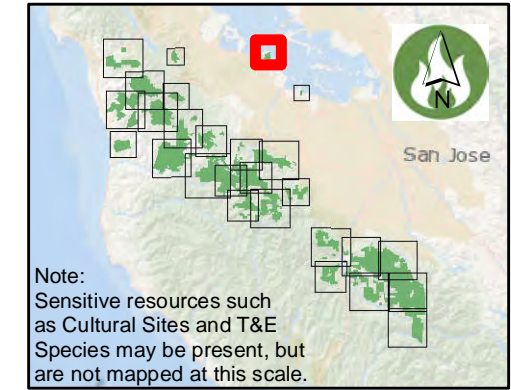 N
San Jose
Note:
Sensitive resources such
as Cultural Sites and T&E
Species may be present, but
are not mapped at this scale.